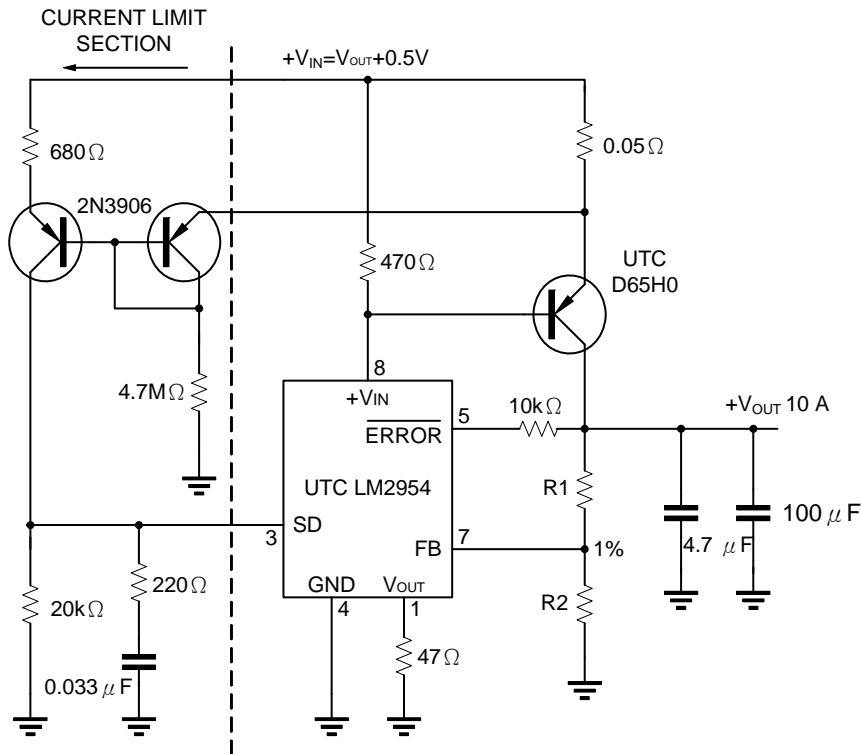 CURRENT LIMIT
SECTION
+VIN=VOUT+0.5V
680Ω
0.05Ω
2N3906
470Ω
UTC
D65H0
4.7MΩ
8
+VIN
5
10kΩ
+VOUT 10 A
ERROR
UTC LM2954
R1
100 μF
SD
3
FB
7
1%
4.7 μF
220Ω
GND
VOUT
20kΩ
4
1
R2
47Ω
0.033 μF